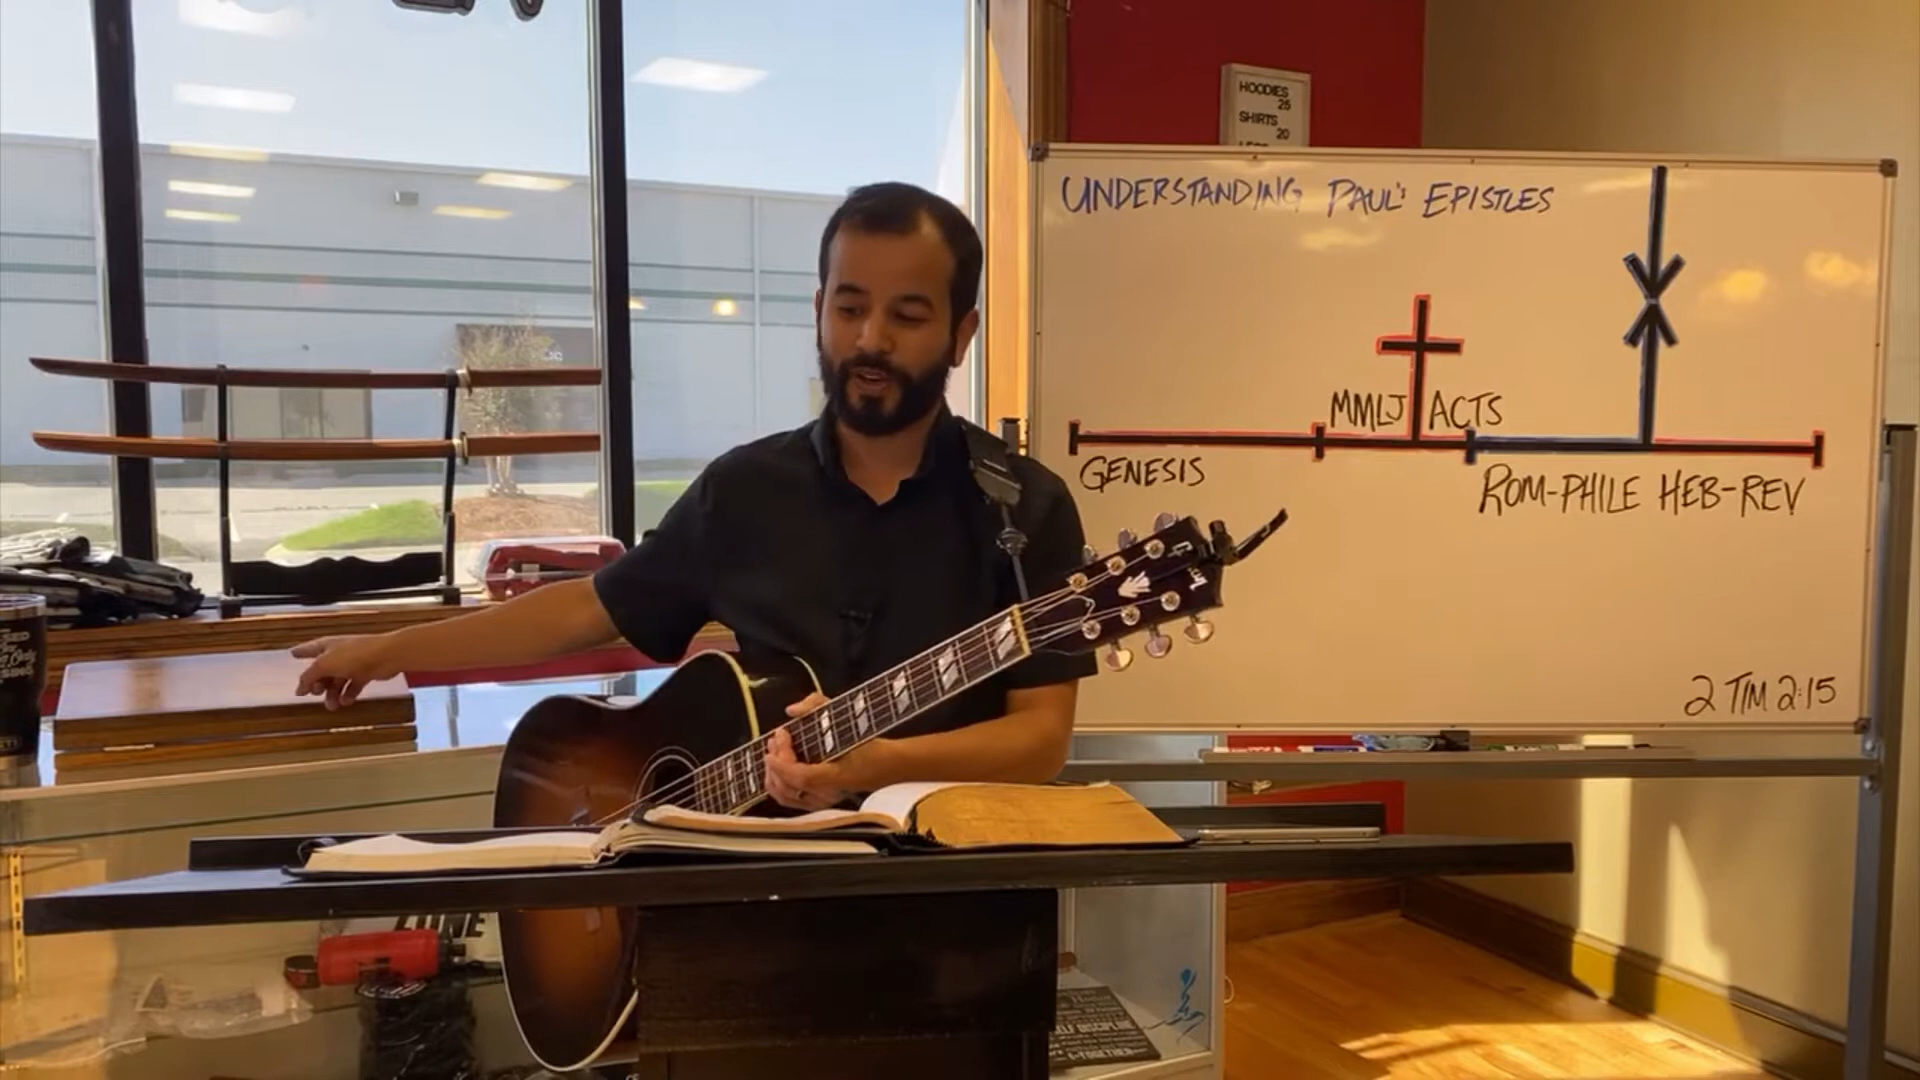 HOODIES
25
SHIRTS
20
UNDERSTANDING PAUL'S EPISTLES
MMLJ ACTS
GENESIS
ROM-PHILE HEB-REV
2 TIM 2:15